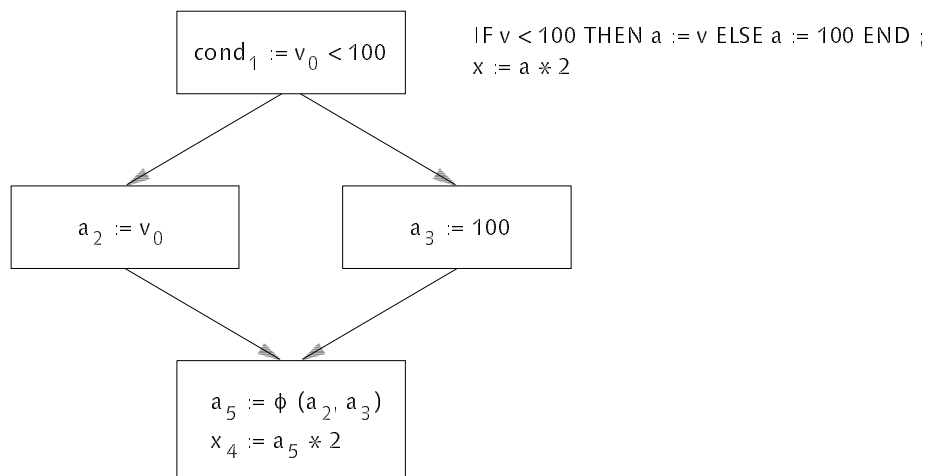 cond₁ := v₀ < 100
IF v < 100 THEN a := v ELSE a := 100 END ;
x := a * 2
a₂ := v₀
a₃ := 100
a₅ := ϕ (a₂, a₃)
x₄ := a₅ * 2